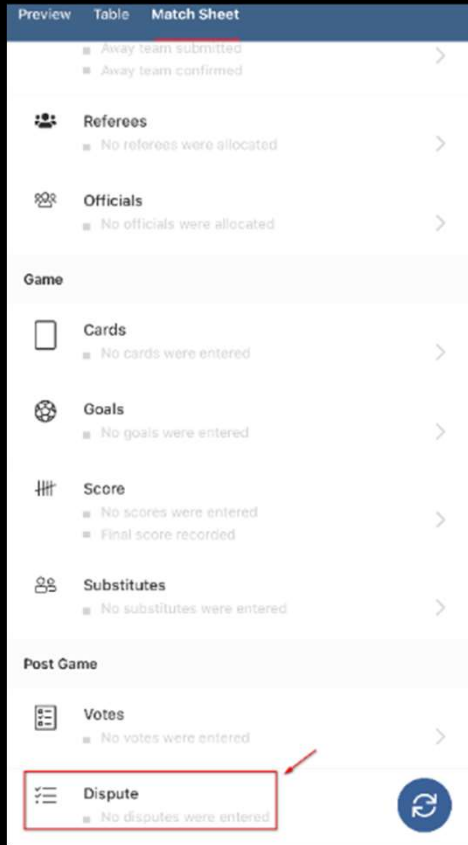 Preview Table Match Sheet
Away team submitted
Away team confirmed
Referees
No referees were allocated
Officials
No officials were allocated
Game
Cards
No cards were entered
Goals
No goals were entered
Score
No scores were entered
Final score recorded
Substitutes
No substitutes were entered
Post Game
Votes
No votes were entered
Dispute
No disputes were entered